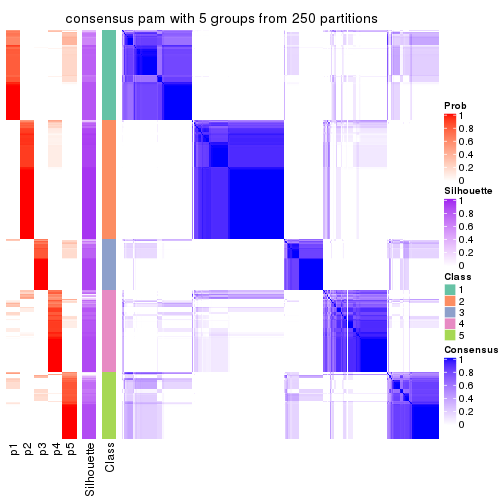 consensus pam with 5 groups from 250 partitions
Prob
1
0.8
0.6
0.4
0.2
0
Silhouette
1
0.8
0.6
0.4
0.2
0
Class
1
2
3
4
5
Consensus
1
0.8
0.6
0.4
0.2
0
p1
p2
p3
p4
p5
Silhouette
Class